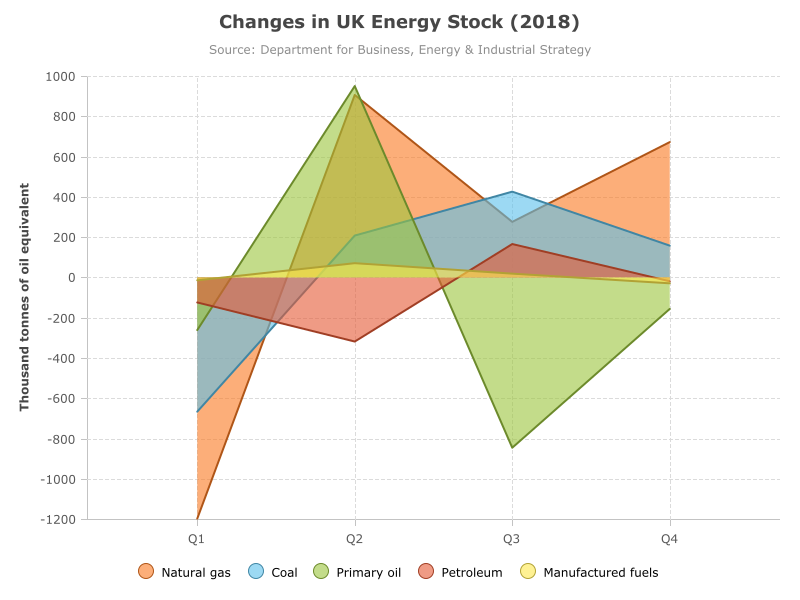 Changes in UK Energy Stock (2018)
Source: Department for Business, Energy & Industrial Strategy
Thousand tonnes of oil equivalent
1000
800
600
400
200
0
-200
-400
-600
-800
-1000
-1200
Q1 Q2 Q3 Q4
Natural gas Coal Primary oil Petroleum Manufactured fuels